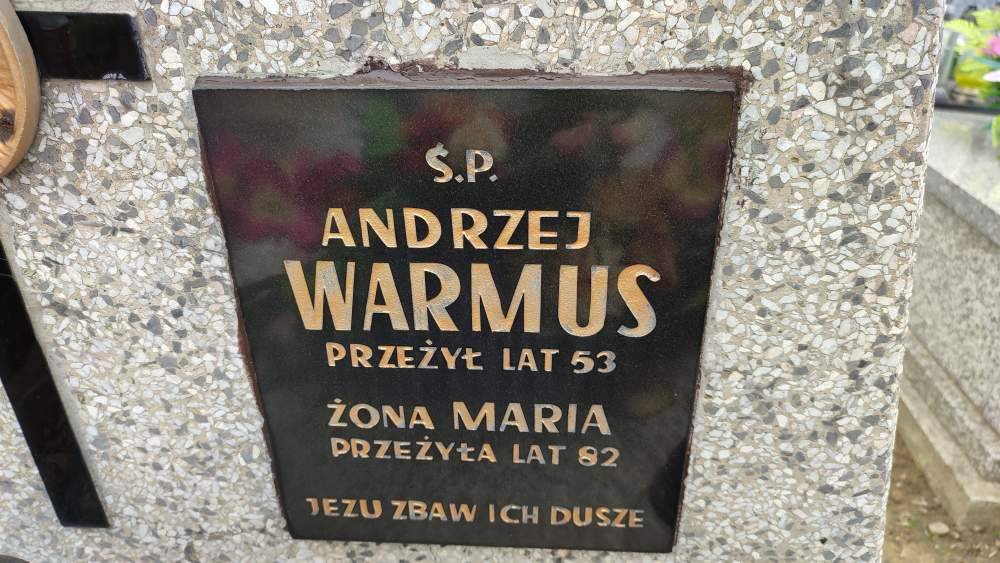 Ś.P.
ANDRZEJ
WARMUS
PRZEŻYŁ LAT 53
ŻONA MARIA
PRZEŻYŁA LAT 82
JEZU ZBAW ICH DUSZE